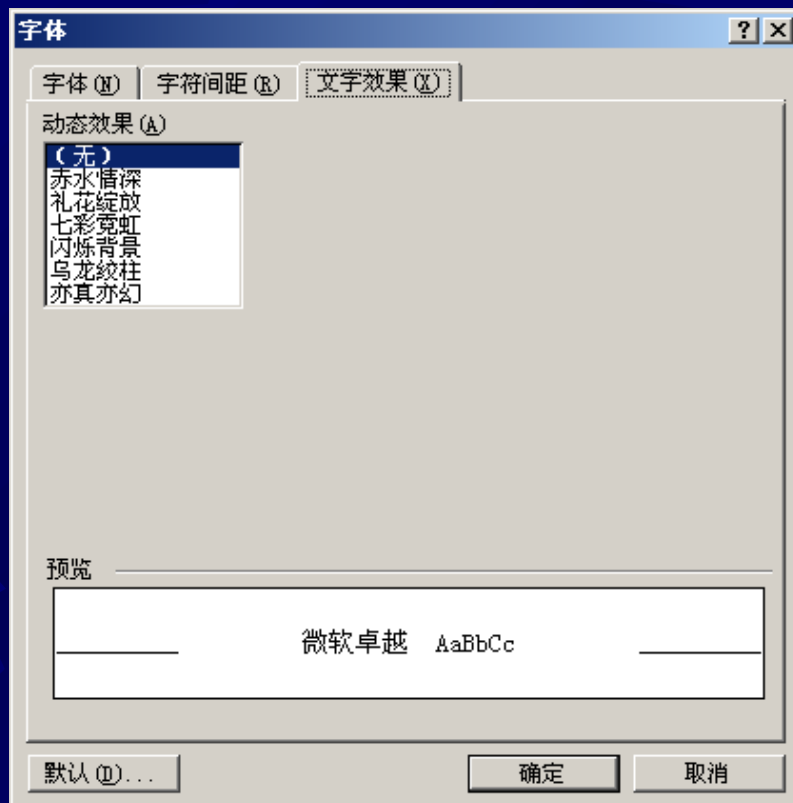 字体
字体(N) 字符间距(R) 文字效果(X)
动态效果(A)
(无)
赤水情深
礼花绽放
七彩霓虹
闪烁背景
乌龙绞柱
亦真亦幻
预览
微软卓越 AaBbCc
默认(D)... 确定 取消